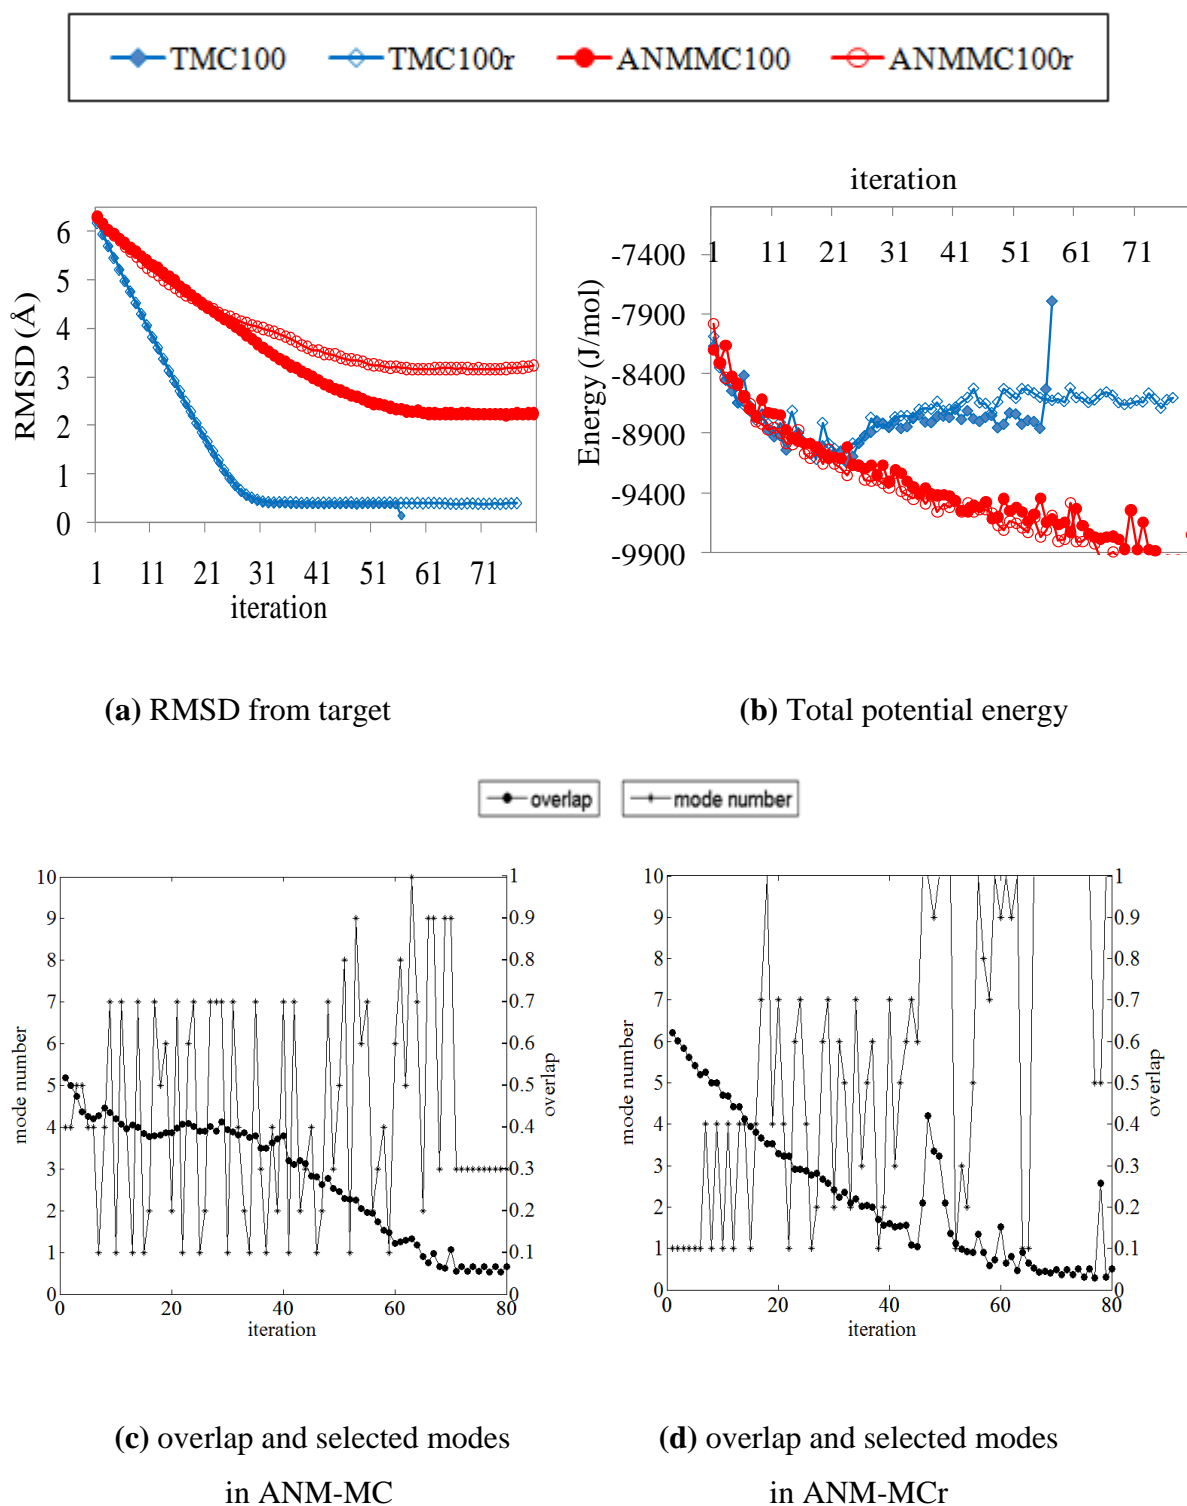 TMC100 TMC100r ANMMC100 ANMMC100r
iteration
6
5
4
3
2
1
0
RMSD (Å)
1 11 21 31 41 51 61 71
iteration
-7400
-7900
-8400
-8900
-9400
-9900
Energy (J/mol)
1 11 21 31 41 51 61 71
(a) RMSD from target
(b) Total potential energy
overlap mode number
10
9
8
7
6
5
4
3
2
1
0
mode number
1
0.9
0.8
0.7
0.6
0.5
0.4
0.3
0.2
0.1
0
overlap
0 20 40 60 80
iteration
10
9
8
7
6
5
4
3
2
1
0
mode number
1
0.9
0.8
0.7
0.6
0.5
0.4
0.3
0.2
0.1
0
overlap
0 20 40 60 80
iteration
(c) overlap and selected modes
in ANM-MC
(d) overlap and selected modes
in ANM-MCr